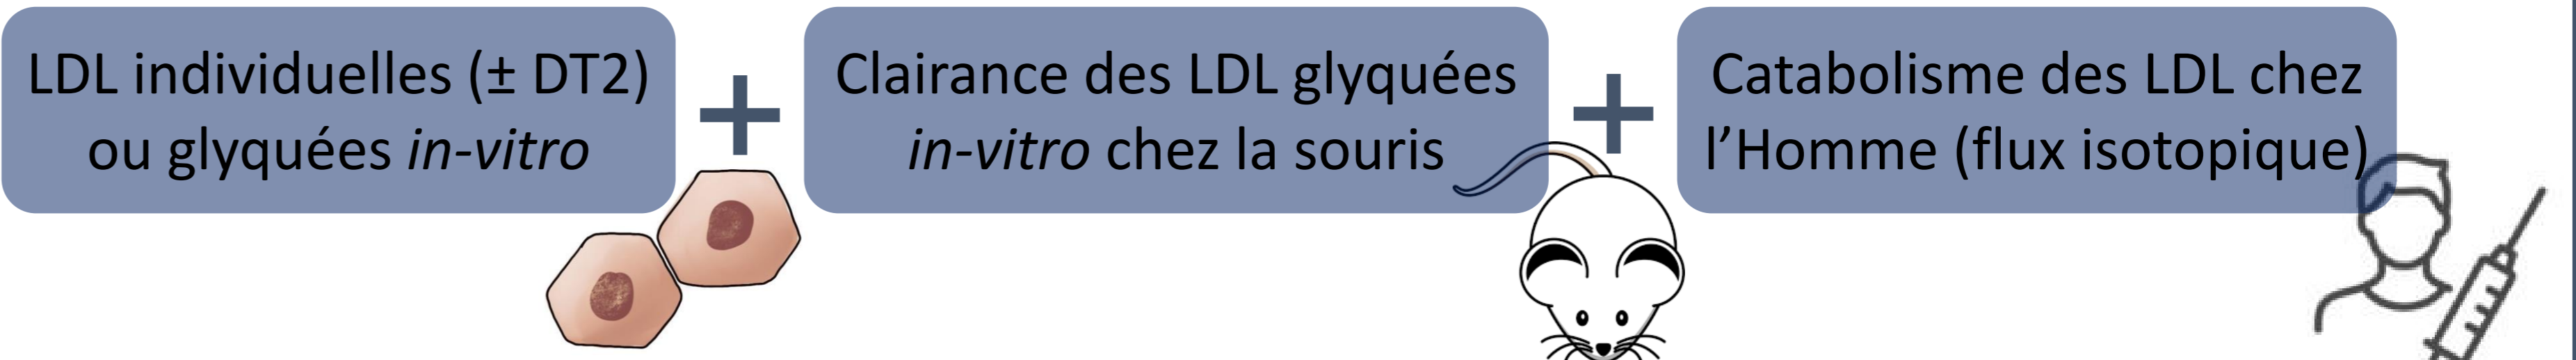 LDL individuelles (± DT2)
ou glyquées in-vitro
+
Clairance des LDL glyquées
in-vitro chez la souris
+
Catabolisme des LDL chez
l’Homme (flux isotopique)